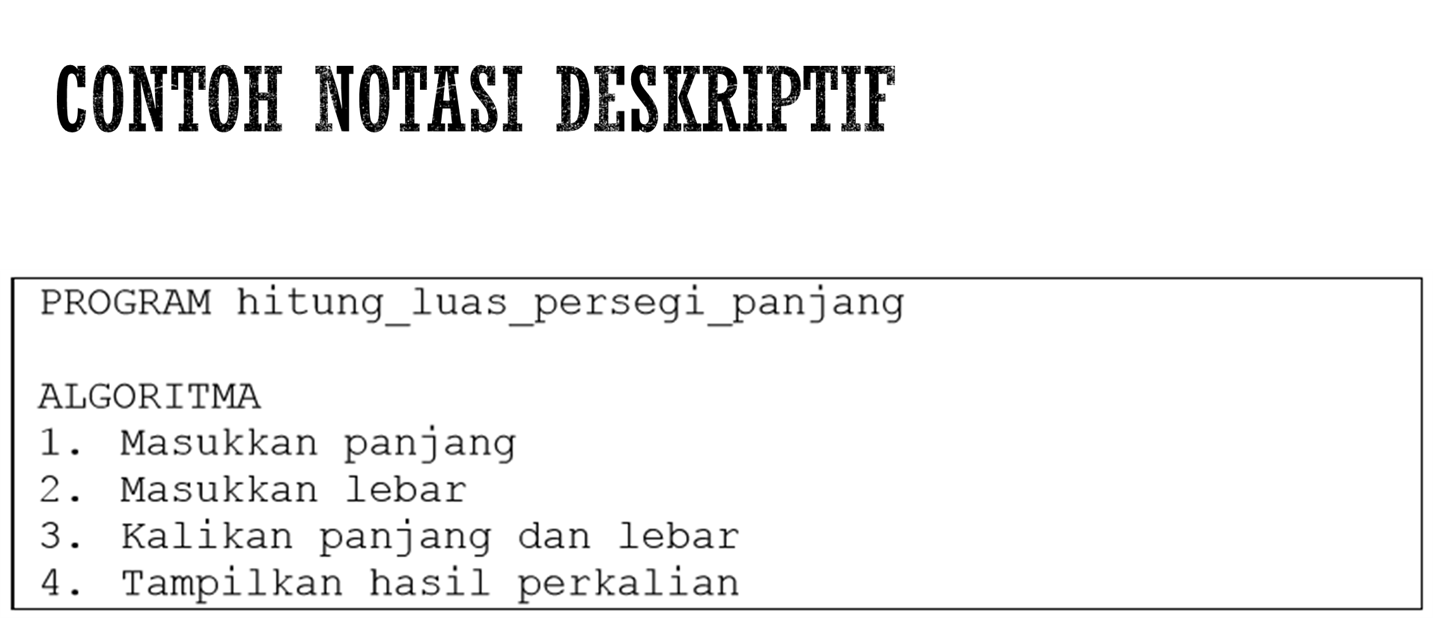 CONTOH NOTASI DESKRIPTIF
PROGRAM hitung_luas_persegi_panjang
ALGORITMA
1. Masukkan panjang
2. Masukkan lebar
3. Kalikan panjang dan lebar
4. Tampilkan hasil perkalian